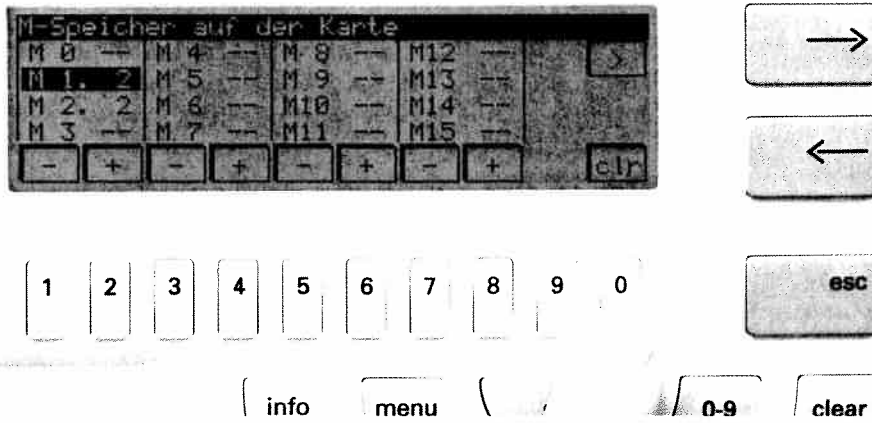 M-Speicher auf der Karte
M 0 -- M 4 -- M 8 -- M12 -- >
M 1. 2 M 5 -- M 9 -- M13 --
M 2. 2 M 6 -- M10 -- M14 --
M 3 -- M 7 -- M11 -- M15 --
- + - + - + - + clr
→
←
1 2 3 4 5 6 7 8 9 0
esc
info menu 0-9 clear